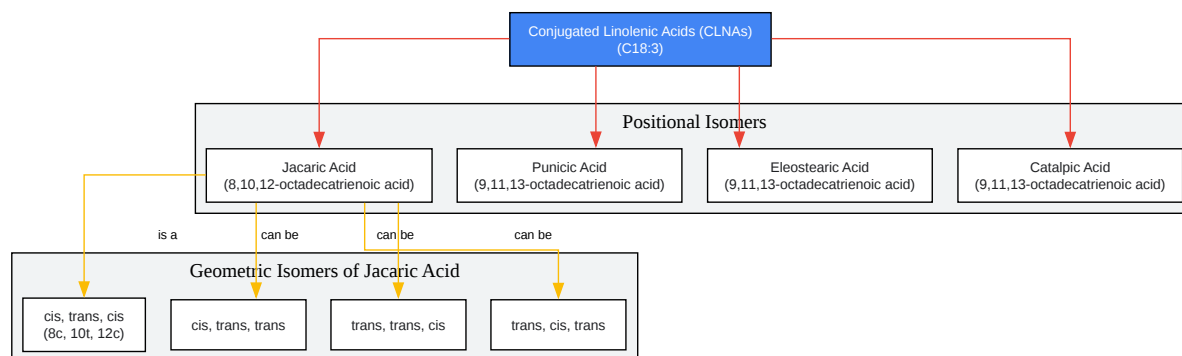 Conjugated Linolenic Acids (CLNAs)
(C18:3)
Positional Isomers
Jacaric Acid
(8,10,12-octadecatrienoic acid)
Punicic Acid
(9,11,13-octadecatrienoic acid)
Eleostearic Acid
(9,11,13-octadecatrienoic acid)
Catalpic Acid
(9,11,13-octadecatrienoic acid)
is a
can be
can be
can be
Geometric Isomers of Jacaric Acid
cis, trans, cis
(8c, 10t, 12c)
cis, trans, trans
trans, trans, cis
trans, cis, trans